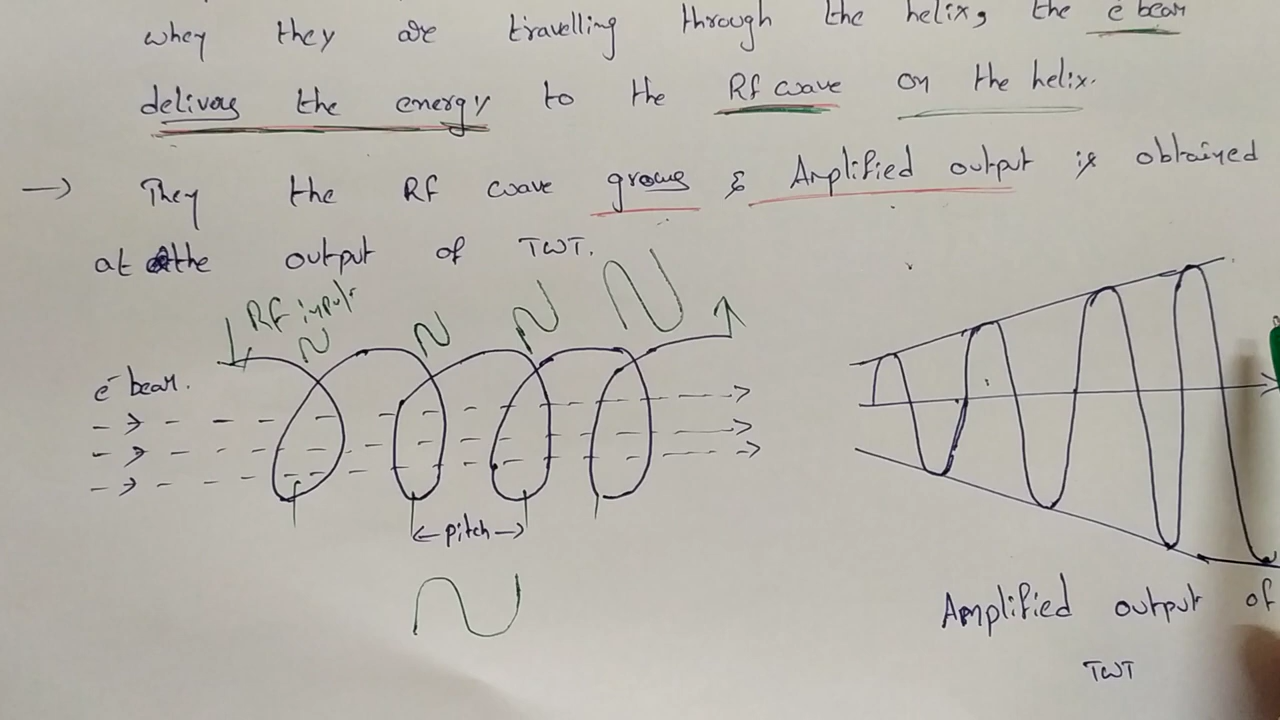 when they are travelling through the helix, the e⁻ beam
delivers the energy to the Rf wave on the helix.
→ Then the RF wave grows & Amplified output is obtained
at the output of TWT.
RF input
e⁻ beam.
←pitch→
Amplified output of
TWT